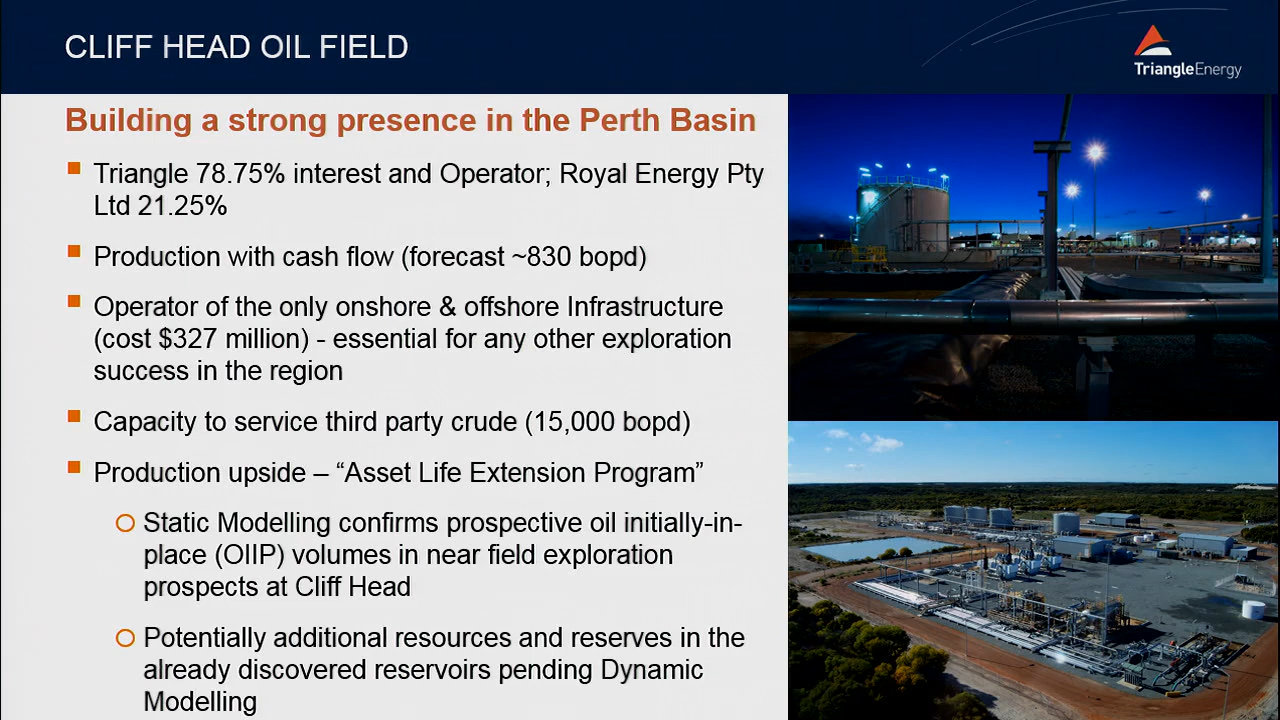 CLIFF HEAD OIL FIELD
TriangleEnergy
Building a strong presence in the Perth Basin
Triangle 78.75% interest and Operator; Royal Energy Pty
Ltd 21.25%
Production with cash flow (forecast ~830 bopd)
Operator of the only onshore & offshore Infrastructure
(cost $327 million) - essential for any other exploration
success in the region
Capacity to service third party crude (15,000 bopd)
Production upside – “Asset Life Extension Program”
Static Modelling confirms prospective oil initially-in-
place (OIIP) volumes in near field exploration
prospects at Cliff Head
Potentially additional resources and reserves in the
already discovered reservoirs pending Dynamic
Modelling